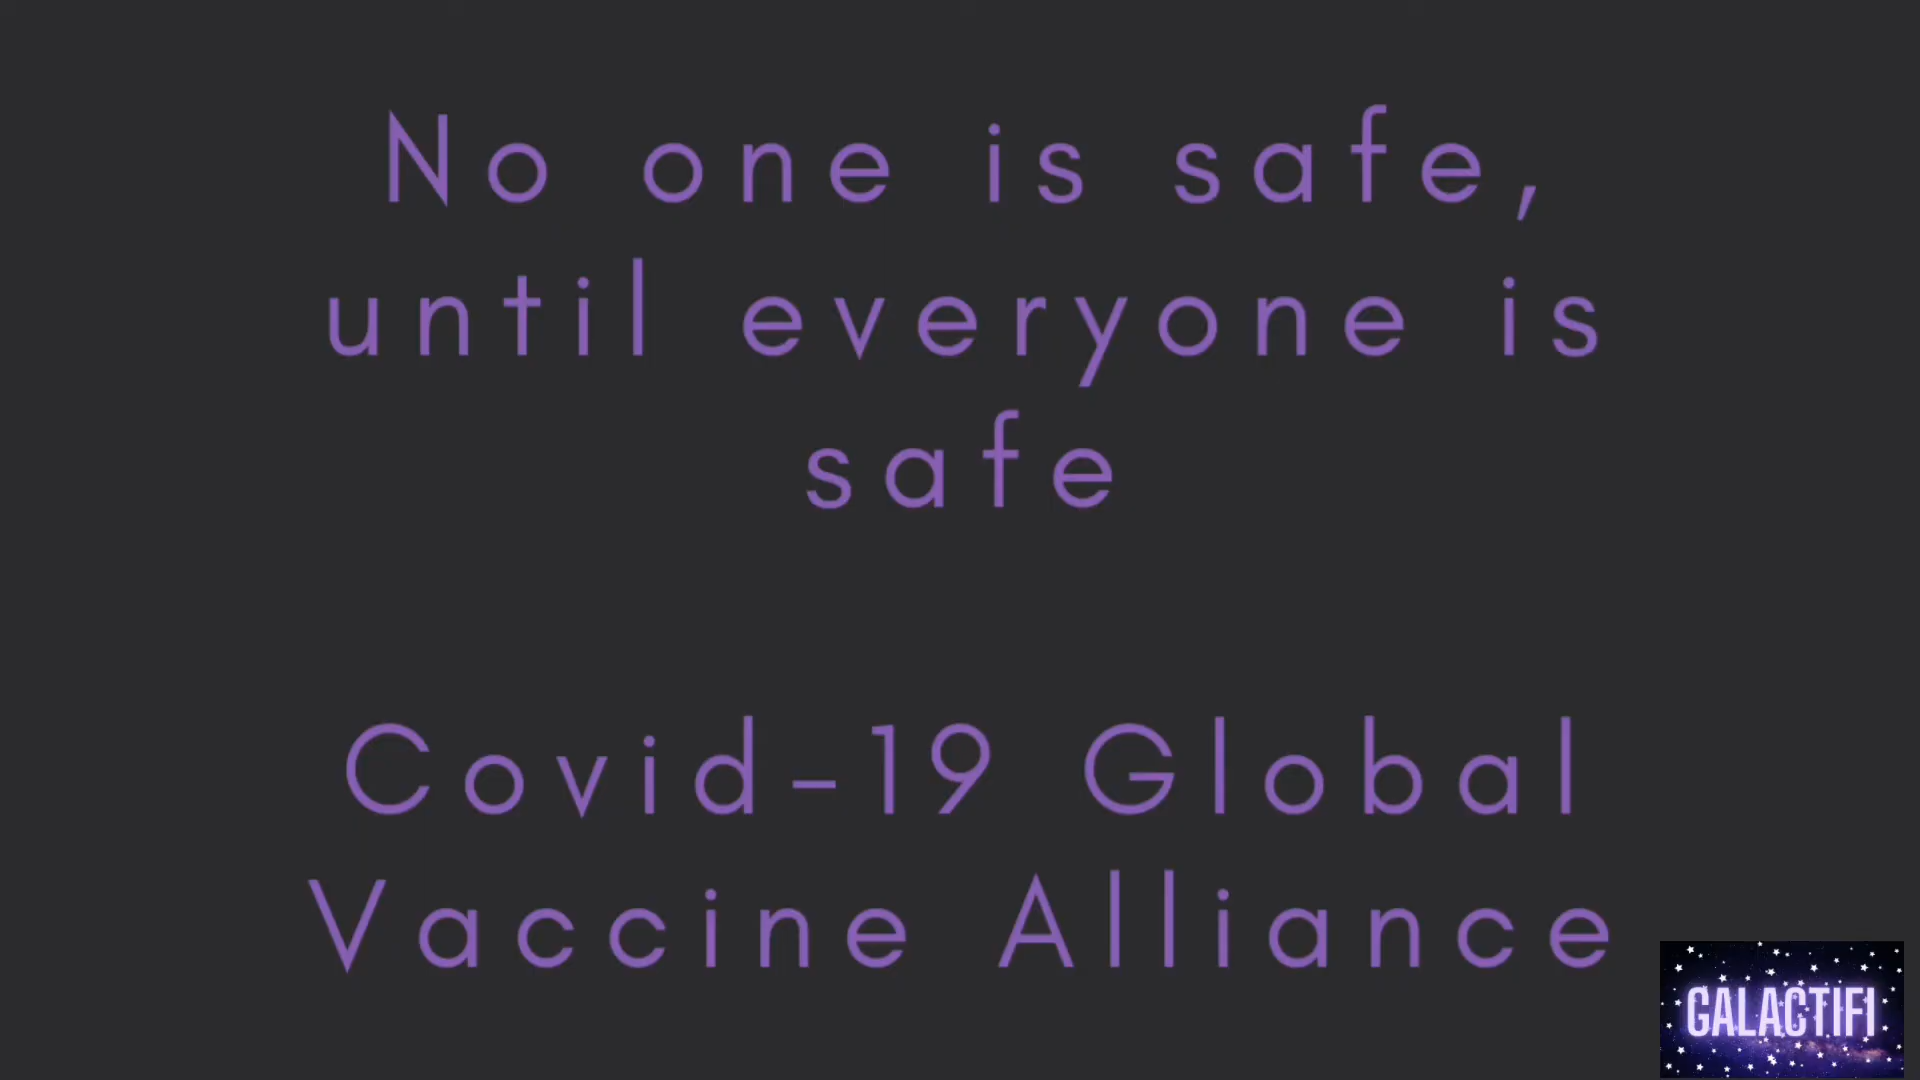 No one is safe,
until everyone is
safe
Covid-19 Global
Vaccine Alliance
GALACTIFI